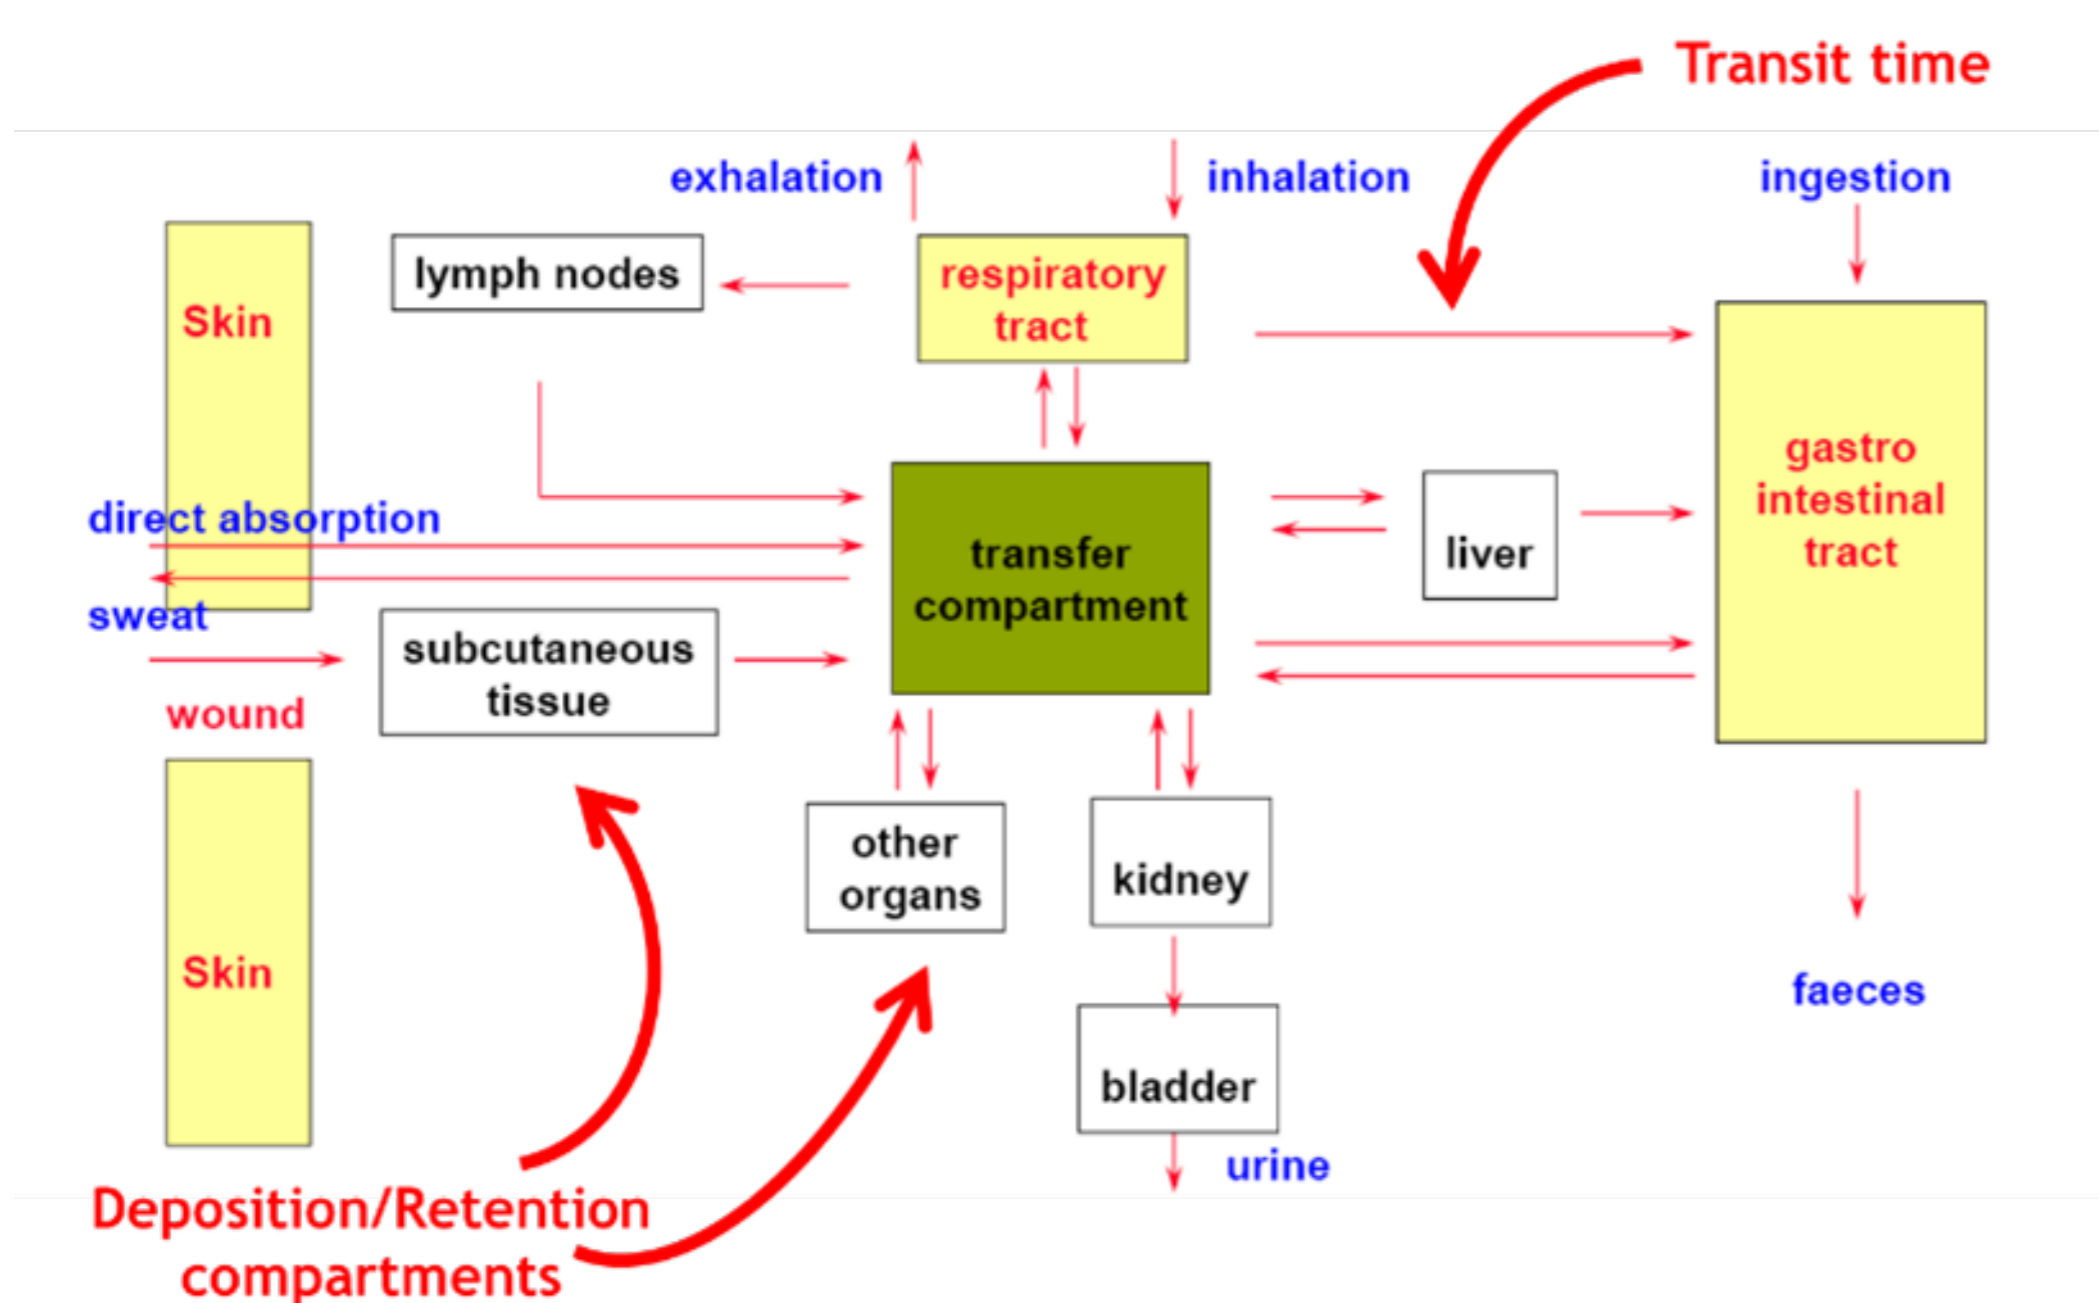 Transit time
exhalation
inhalation
ingestion
Skin
lymph nodes
respiratory
tract
gastro
intestinal
tract
direct absorption
transfer
compartment
liver
sweat
subcutaneous
tissue
wound
other
organs
kidney
Skin
faeces
bladder
urine
Deposition/Retention
compartments